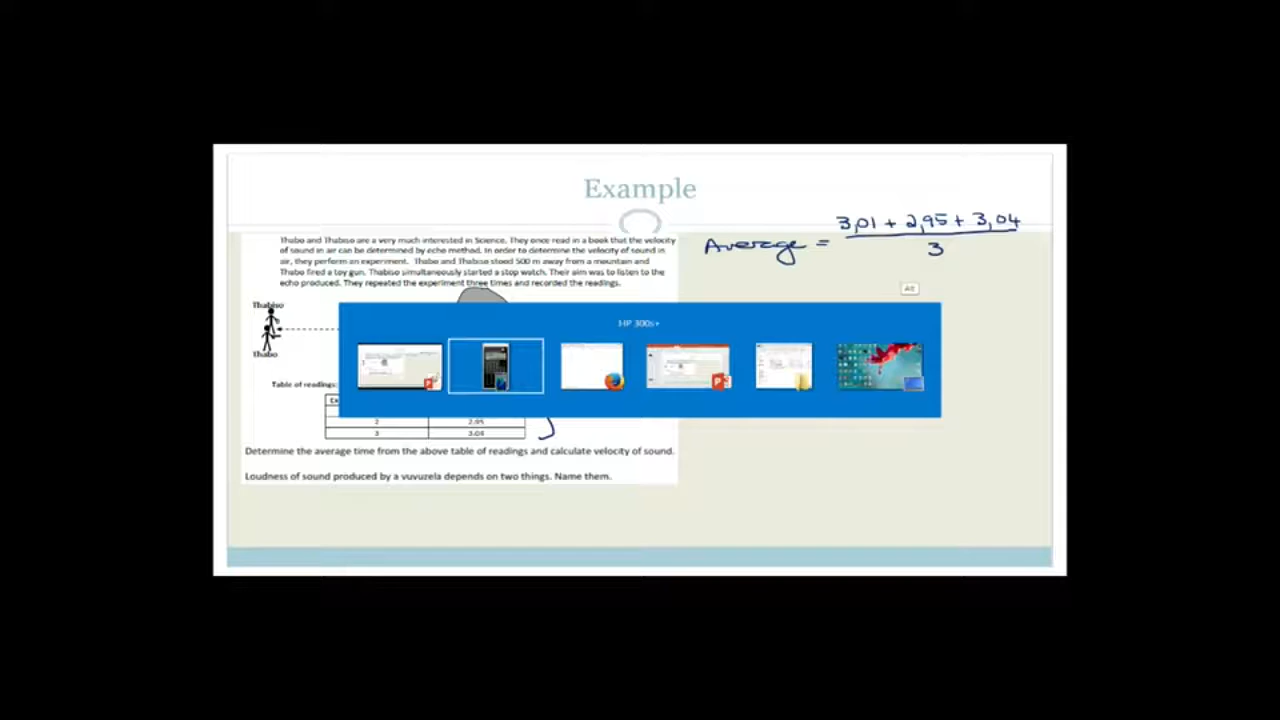 Example
Thabo and Thabiso are a very much interested in Science. They once read in a book that the velocity
of sound in air can be determined by echo method. In order to determine the velocity of sound in
air, they perform an experiment. Thabo and Thabiso stood 500 m away from a mountain and
Thabo fired a toy gun. Thabiso simultaneously started a stop watch. Their aim was to listen to the
echo produced. They repeated the experiment three times and recorded the readings.
Average = 3,01 + 2,95 + 3,04
3
Thabiso
HP 300s+
Thabo
Table of readings:
Ex
2 2.95
3 3.04
Determine the average time from the above table of readings and calculate velocity of sound.
Loudness of sound produced by a vuvuzela depends on two things. Name them.